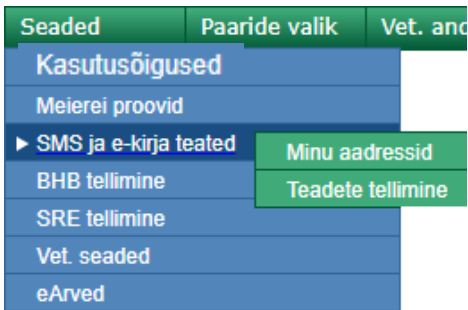 Seaded Paaride valik Vet. and
Kasutusõigused
Meierei proovid
SMS ja e-kirja teated
Minu aadressid
BHB tellimine
Teadete tellimine
SRE tellimine
Vet. seaded
eArved